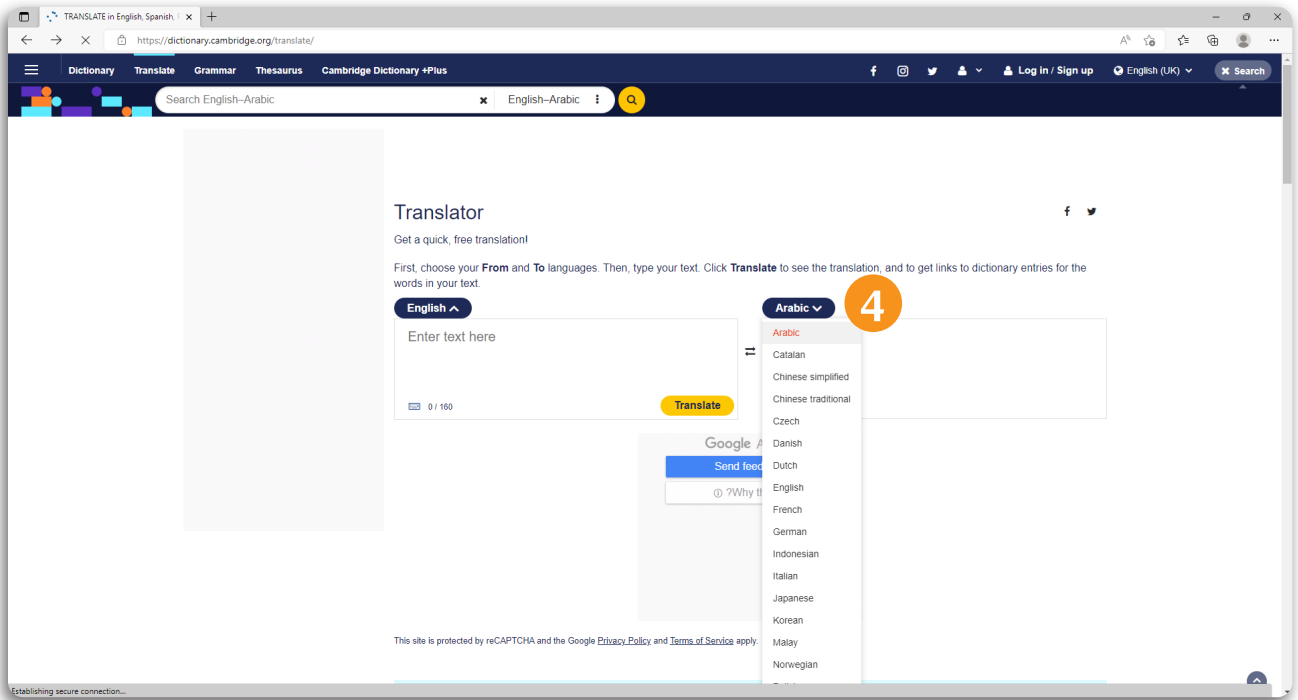 TRANSLATE in English, Spanish,
https://dictionary.cambridge.org/translate/
Dictionary Translate Grammar Thesaurus Cambridge Dictionary +Plus Log in / Sign up English (UK) Search
Search English–Arabic English–Arabic
Translator
Get a quick, free translation!
First, choose your From and To languages. Then, type your text. Click Translate to see the translation, and to get links to dictionary entries for the
words in your text.
English Arabic 4
Enter text here
0 / 160 Translate
Arabic
Catalan
Chinese simplified
Chinese traditional
Czech
Danish
Dutch
English
French
German
Indonesian
Italian
Japanese
Korean
Malay
Norwegian
Google
Send feed
?Why th
This site is protected by reCAPTCHA and the Google Privacy Policy and Terms of Service apply.
Establishing secure connection...